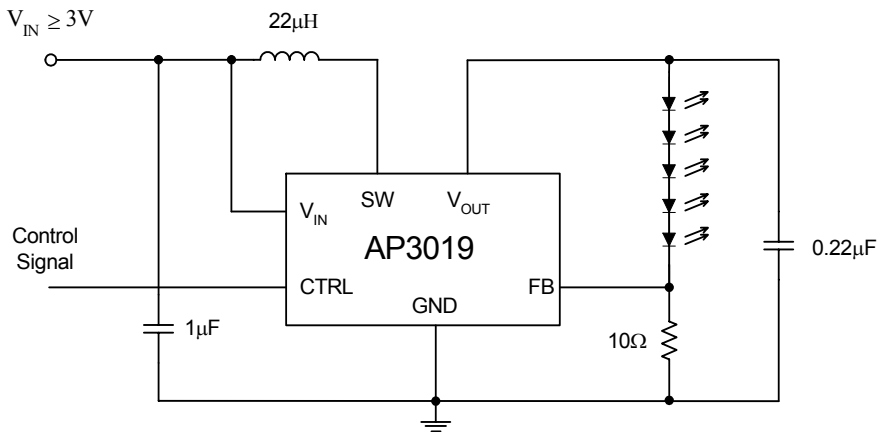 V_IN ≥ 3V
22μH
SW
V_OUT
V_IN
AP3019
Control
Signal
CTRL
FB
GND
0.22μF
1μF
10Ω